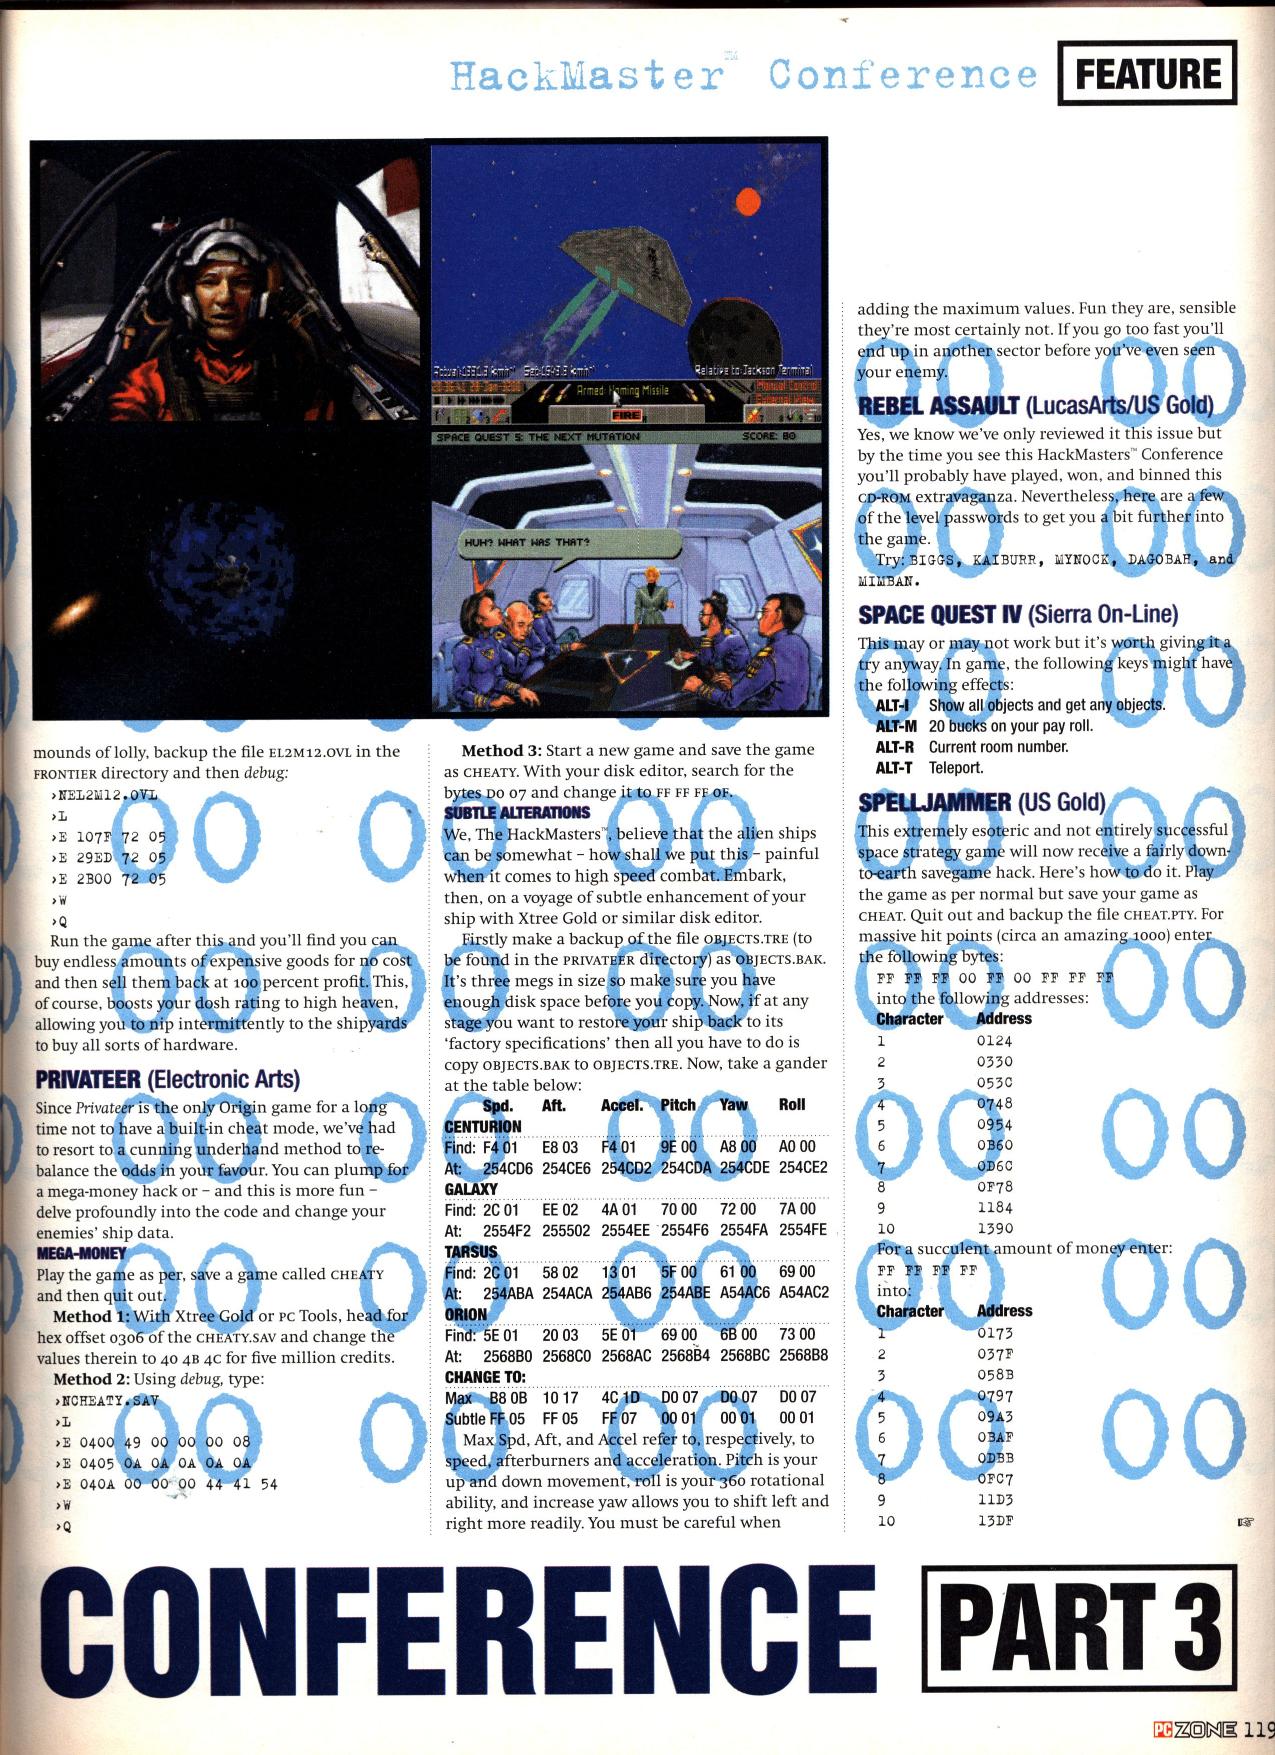 HackMaster™ Conference
FEATURE
Relative to: Jackson Terminal
Armed: Homing Missile
Manual Control
External View
FIRE
SPACE QUEST 5: THE NEXT MUTATION SCORE: 80
HUH? WHAT WAS THAT?
mounds of lolly, backup the file EL2M12.OVL in the
FRONTIER directory and then debug:
>NEL2M12.OVL
>L
>E 107F 72 05
>E 29ED 72 05
>E 2B00 72 05
>W
>Q
Run the game after this and you'll find you can
buy endless amounts of expensive goods for no cost
and then sell them back at 100 percent profit. This,
of course, boosts your dosh rating to high heaven,
allowing you to nip intermittently to the shipyards
to buy all sorts of hardware.
PRIVATEER (Electronic Arts)
Since Privateer is the only Origin game for a long
time not to have a built-in cheat mode, we've had
to resort to a cunning underhand method to re-
balance the odds in your favour. You can plump for
a mega-money hack or – and this is more fun –
delve profoundly into the code and change your
enemies' ship data.
MEGA-MONEY
Play the game as per, save a game called CHEATY
and then quit out.
Method 1: With Xtree Gold or PC Tools, head for
hex offset 0306 of the CHEATY.SAV and change the
values therein to 40 4B 4C for five million credits.
Method 2: Using debug, type:
>NCHEATY.SAV
>L
>E 0400 49 00 00 00 08
>E 0405 0A 0A 0A 0A 0A
>E 040A 00 00 00 44 41 54
>W
>Q
Method 3: Start a new game and save the game
as CHEATY. With your disk editor, search for the
bytes D0 07 and change it to FF FF FF 0F.
SUBTLE ALTERATIONS
We, The HackMasters™, believe that the alien ships
can be somewhat – how shall we put this – painful
when it comes to high speed combat. Embark,
then, on a voyage of subtle enhancement of your
ship with Xtree Gold or similar disk editor.
Firstly make a backup of the file OBJECTS.TRE (to
be found in the PRIVATEER directory) as OBJECTS.BAK.
It's three megs in size so make sure you have
enough disk space before you copy. Now, if at any
stage you want to restore your ship back to its
'factory specifications' then all you have to do is
copy OBJECTS.BAK to OBJECTS.TRE. Now, take a gander
at the table below:
Spd. Aft. Accel. Pitch Yaw Roll
CENTURION
Find: F4 01 E8 03 F4 01 9E 00 A8 00 A0 00
At: 254CD6 254CE6 254CD2 254CDA 254CDE 254CE2
GALAXY
Find: 2C 01 EE 02 4A 01 70 00 72 00 7A 00
At: 2554F2 255502 2554EE 2554F6 2554FA 2554FE
TARSUS
Find: 2C 01 58 02 13 01 5F 00 61 00 69 00
At: 254ABA 254ACA 254AB6 254ABE A54AC6 A54AC2
ORION
Find: 5E 01 20 03 5E 01 69 00 6B 00 73 00
At: 2568B0 2568C0 2568AC 2568B4 2568BC 2568B8
CHANGE TO:
Max B8 0B 10 17 4C 1D D0 07 D0 07 D0 07
Subtle FF 05 FF 05 FF 07 00 01 00 01 00 01
Max Spd, Aft, and Accel refer to, respectively, to
speed, afterburners and acceleration. Pitch is your
up and down movement, roll is your 360 rotational
ability, and increase yaw allows you to shift left and
right more readily. You must be careful when
adding the maximum values. Fun they are, sensible
they're most certainly not. If you go too fast you'll
end up in another sector before you've even seen
your enemy.
REBEL ASSAULT (LucasArts/US Gold)
Yes, we know we've only reviewed it this issue but
by the time you see this HackMasters™ Conference
you'll probably have played, won, and binned this
CD-ROM extravaganza. Nevertheless, here are a few
of the level passwords to get you a bit further into
the game.
Try: BIGGS, KAIBURR, MYNOCK, DAGOBAH, and
MIMBAN.
SPACE QUEST IV (Sierra On-Line)
This may or may not work but it's worth giving it a
try anyway. In game, the following keys might have
the following effects:
ALT-I Show all objects and get any objects.
ALT-M 20 bucks on your pay roll.
ALT-R Current room number.
ALT-T Teleport.
SPELLJAMMER (US Gold)
This extremely esoteric and not entirely successful
space strategy game will now receive a fairly down-
to-earth savegame hack. Here's how to do it. Play
the game as per normal but save your game as
CHEAT. Quit out and backup the file CHEAT.PTY. For
massive hit points (circa an amazing 1000) enter
the following bytes:
FF FF FF 00 FF 00 FF FF FF
into the following addresses:
Character Address
1 0124
2 0330
3 053C
4 0748
5 0954
6 0B60
7 0D6C
8 0F78
9 1184
10 1390
For a succulent amount of money enter:
FF FF FF FF
into:
Character Address
1 0173
2 037F
3 058B
4 0797
5 09A3
6 0BAF
7 0DBB
8 0FC7
9 11D3
10 13DF
CONFERENCE
PART 3
PC ZONE 119